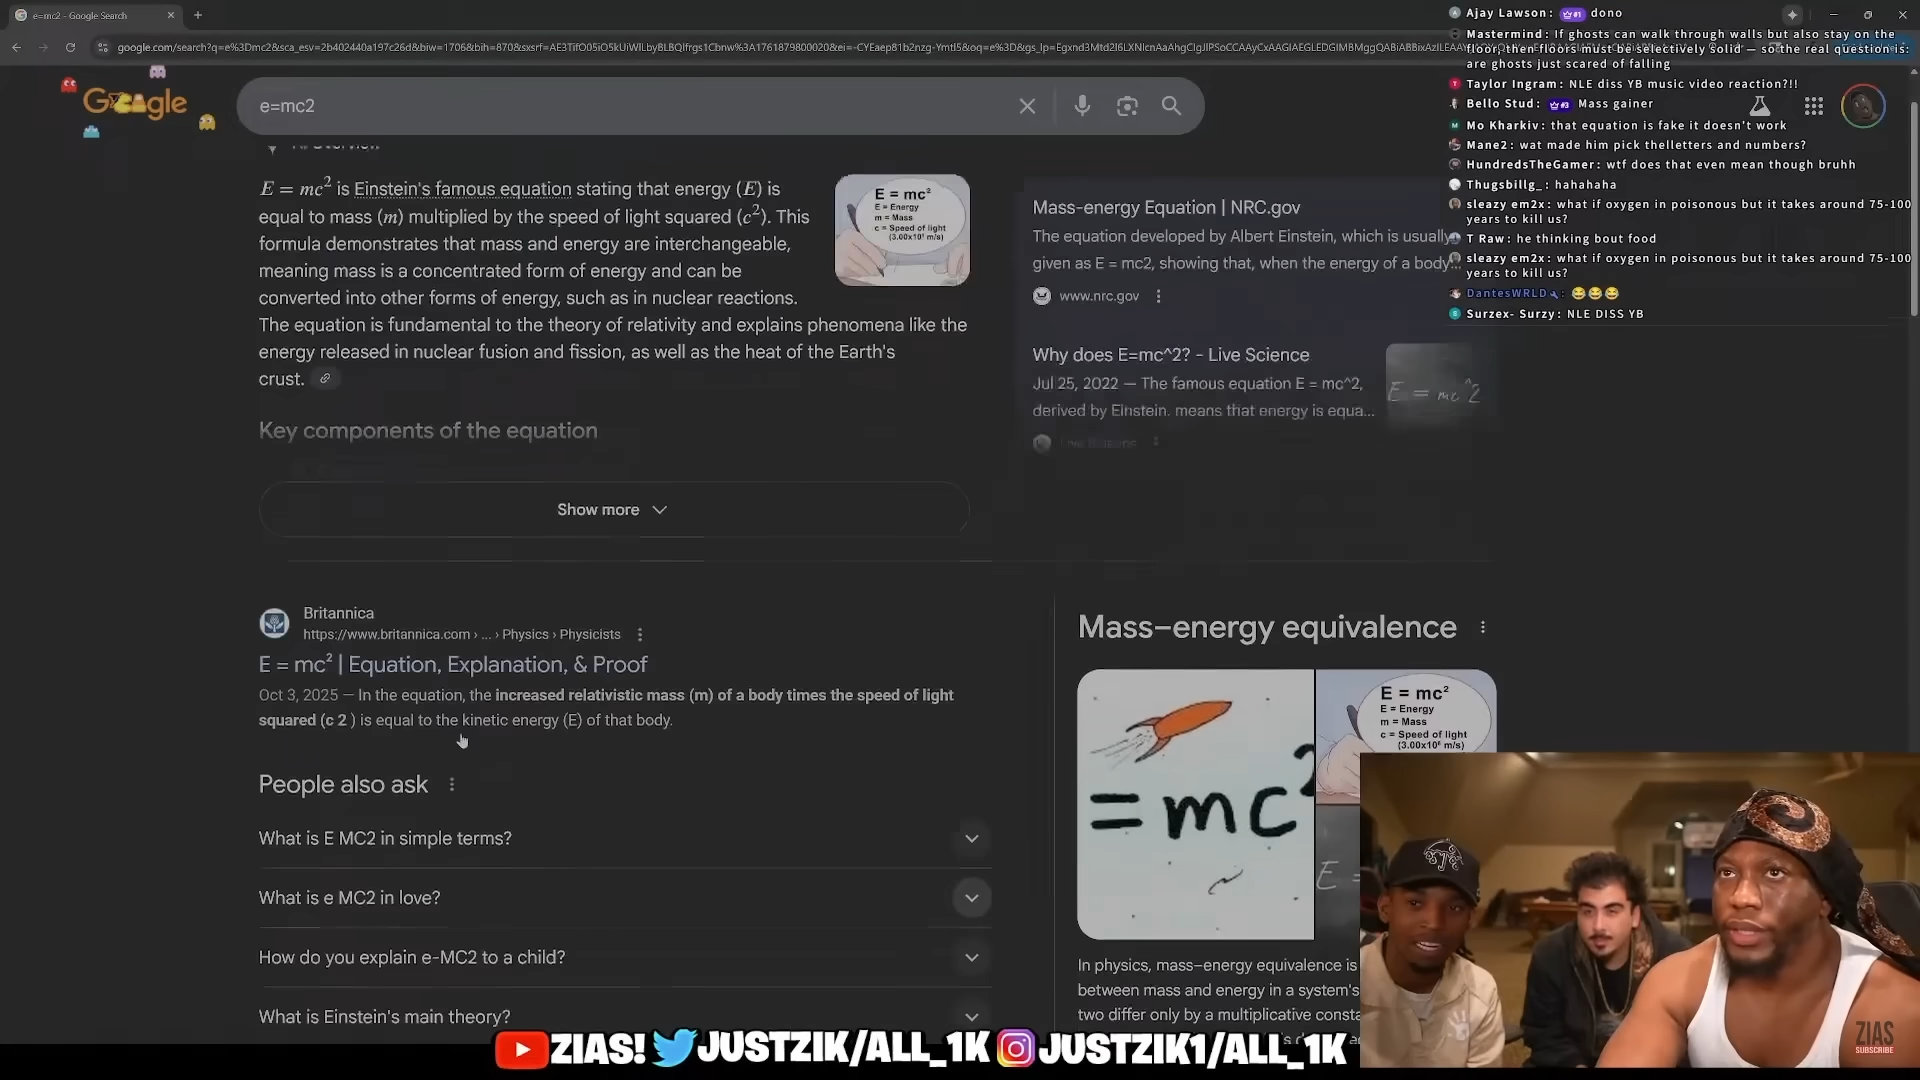 e=mc2 - Google Search
Google
e=mc2
E = mc² is Einstein's famous equation stating that energy (E) is
equal to mass (m) multiplied by the speed of light squared (c²). This
formula demonstrates that mass and energy are interchangeable,
meaning mass is a concentrated form of energy and can be
converted into other forms of energy, such as in nuclear reactions.
The equation is fundamental to the theory of relativity and explains phenomena like the
energy released in nuclear fusion and fission, as well as the heat of the Earth's
crust.
E = mc²
E = Energy
m = Mass
c = Speed of light
Key components of the equation
Show more
Mass-energy Equation | NRC.gov
The equation developed by Albert Einstein, which is usually
given as E = mc2, showing that, when the energy of a body...
www.nrc.gov
Why does E=mc^2? - Live Science
Jul 25, 2022 — The famous equation E = mc^2,
derived by Einstein, means that energy is equa...
E = mc^2
Ajay Lawson: #1 dono
Mastermind: If ghosts can walk through walls but also stay on the
floor, then floors must be selectively Solid — so the real question is:
are ghosts just scared of falling
Taylor Ingram: NLE diss YB music video reaction?!!
Bello Stud: #3 Mass gainer
Mo Kharkiv: that equation is fake it doesn't work
Mane2: wat made him pick thelletters and numbers?
HundredsTheGamer: wtf does that even mean though bruhh
Thugsbillg_: hahahaha
sleazy em2x: what if oxygen in poisonous but it takes around 75-100
years to kill us?
T Raw: he thinking bout food
sleazy em2x: what if oxygen in poisonous but it takes around 75-100
years to kill us?
DantesWRLD: 😂😂😂
Surzex- Surzy: NLE DISS YB
Britannica
https://www.britannica.com › ... › Physics › Physicists
E = mc² | Equation, Explanation, & Proof
Oct 3, 2025 — In the equation, the increased relativistic mass (m) of a body times the speed of light
squared (c 2 ) is equal to the kinetic energy (E) of that body.
People also ask
What is E MC2 in simple terms?
What is e MC2 in love?
How do you explain e-MC2 to a child?
What is Einstein's main theory?
Mass–energy equivalence
= mc²
E = mc²
E = Energy
m = Mass
c = Speed of light
E =
In physics, mass–energy equivalence is
between mass and energy in a system's
two differ only by a multiplicative consta
ZIAS! JUSTZIK/ALL_1K JUSTZIK1/ALL_1K
ZIAS
SUBSCRIBE